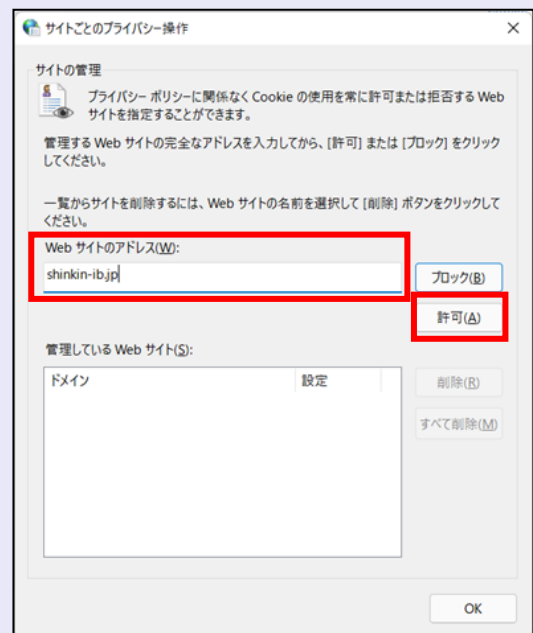 サイトごとのプライバシー操作
サイトの管理
プライバシー ポリシーに関係なく Cookie の使用を常に許可または拒否する Web
サイトを指定することができます。
管理する Web サイトの完全なアドレスを入力してから、[許可] または [ブロック] をクリック
してください。
一覧からサイトを削除するには、Web サイトの名前を選択して [削除] ボタンをクリックして
ください。
Web サイトのアドレス(W):
shinkin-ib.jp
ブロック(B)
許可(A)
管理している Web サイト(S):
ドメイン 設定
削除(R)
すべて削除(M)
OK